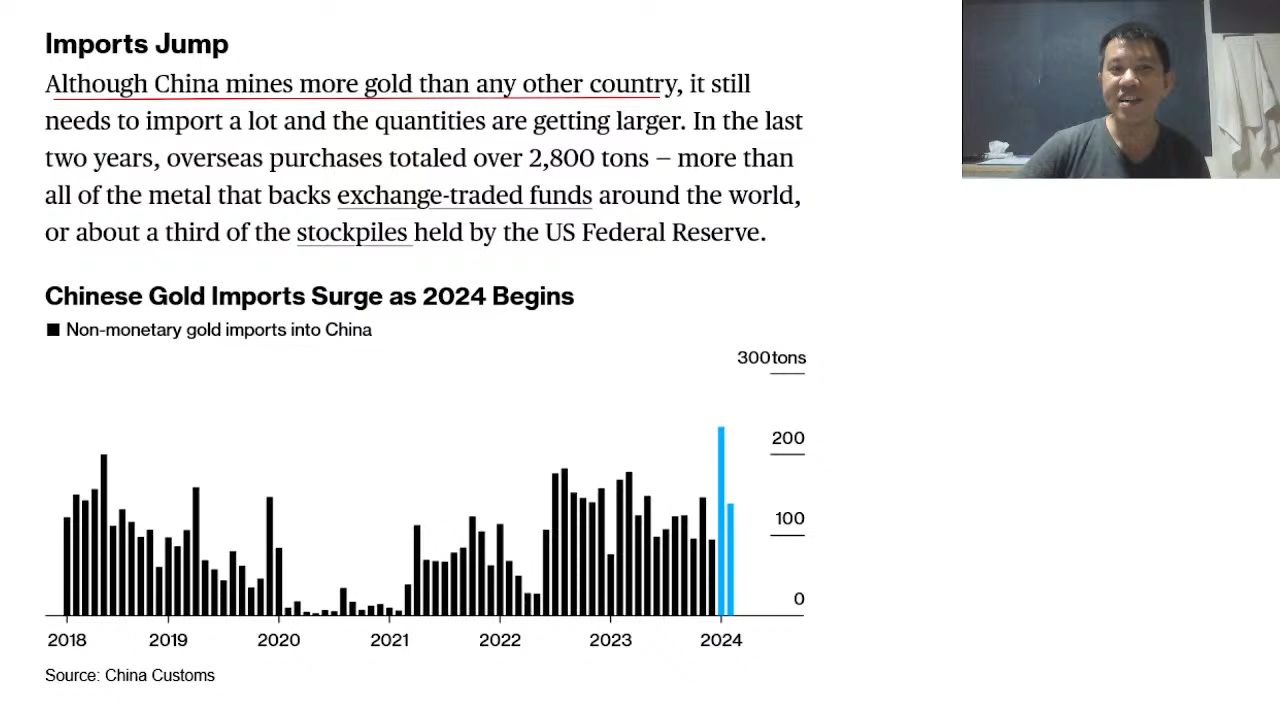 Imports Jump
Although China mines more gold than any other country, it still
needs to import a lot and the quantities are getting larger. In the last
two years, overseas purchases totaled over 2,800 tons – more than
all of the metal that backs exchange-traded funds around the world,
or about a third of the stockpiles held by the US Federal Reserve.
Chinese Gold Imports Surge as 2024 Begins
Non-monetary gold imports into China
300 tons
200
100
0
2018 2019 2020 2021 2022 2023 2024
Source: China Customs